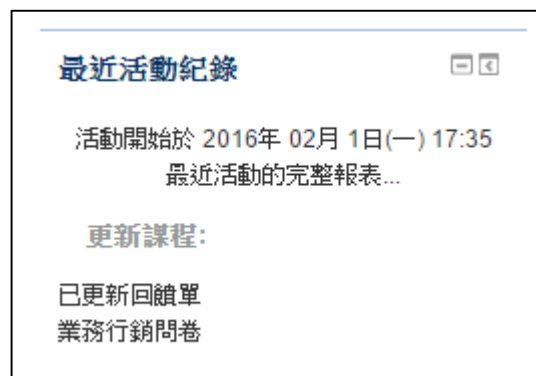 最近活動紀錄
活動開始於 2016年 02月 1日(一) 17:35
最近活動的完整報表...
更新課程:
已更新回饋單
業務行銷問卷